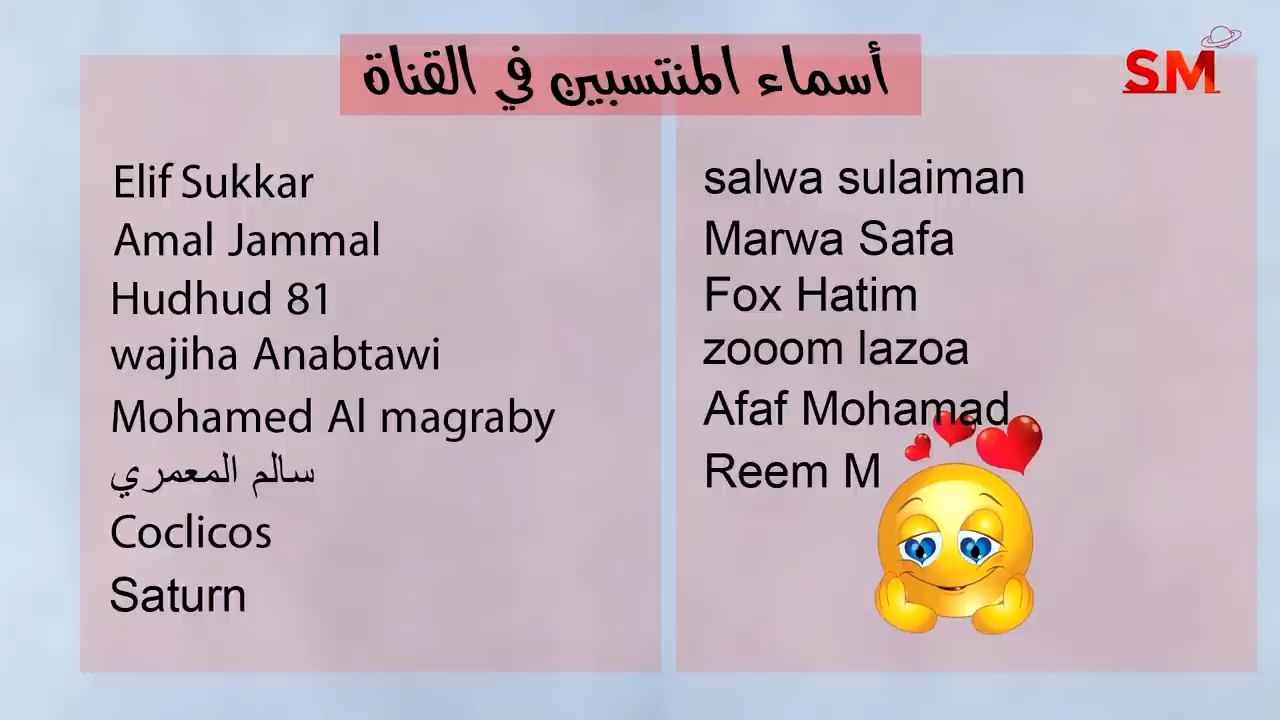 أسماء المنتسبين في القناة
SM
Elif Sukkar
Amal Jammal
Hudhud 81
wajiha Anabtawi
Mohamed Al magraby
سالم المعمري
Coclicos
Saturn
salwa sulaiman
Marwa Safa
Fox Hatim
zooom lazoa
Afaf Mohamad
Reem M